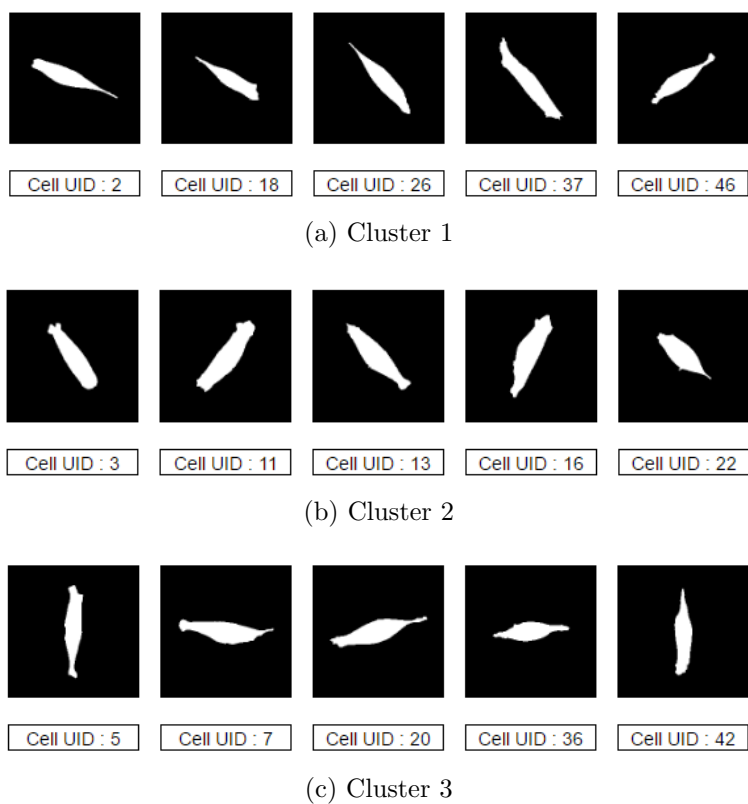 Cell UID : 2
Cell UID : 18
Cell UID : 26
Cell UID : 37
Cell UID : 46
(a) Cluster 1
Cell UID : 3
Cell UID : 11
Cell UID : 13
Cell UID : 16
Cell UID : 22
(b) Cluster 2
Cell UID : 5
Cell UID : 7
Cell UID : 20
Cell UID : 36
Cell UID : 42
(c) Cluster 3